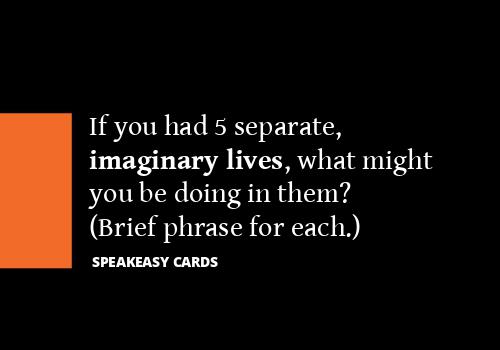 If you had 5 separate,
imaginary lives, what might
you be doing in them?
(Brief phrase for each.)
SPEAKEASY CARDS